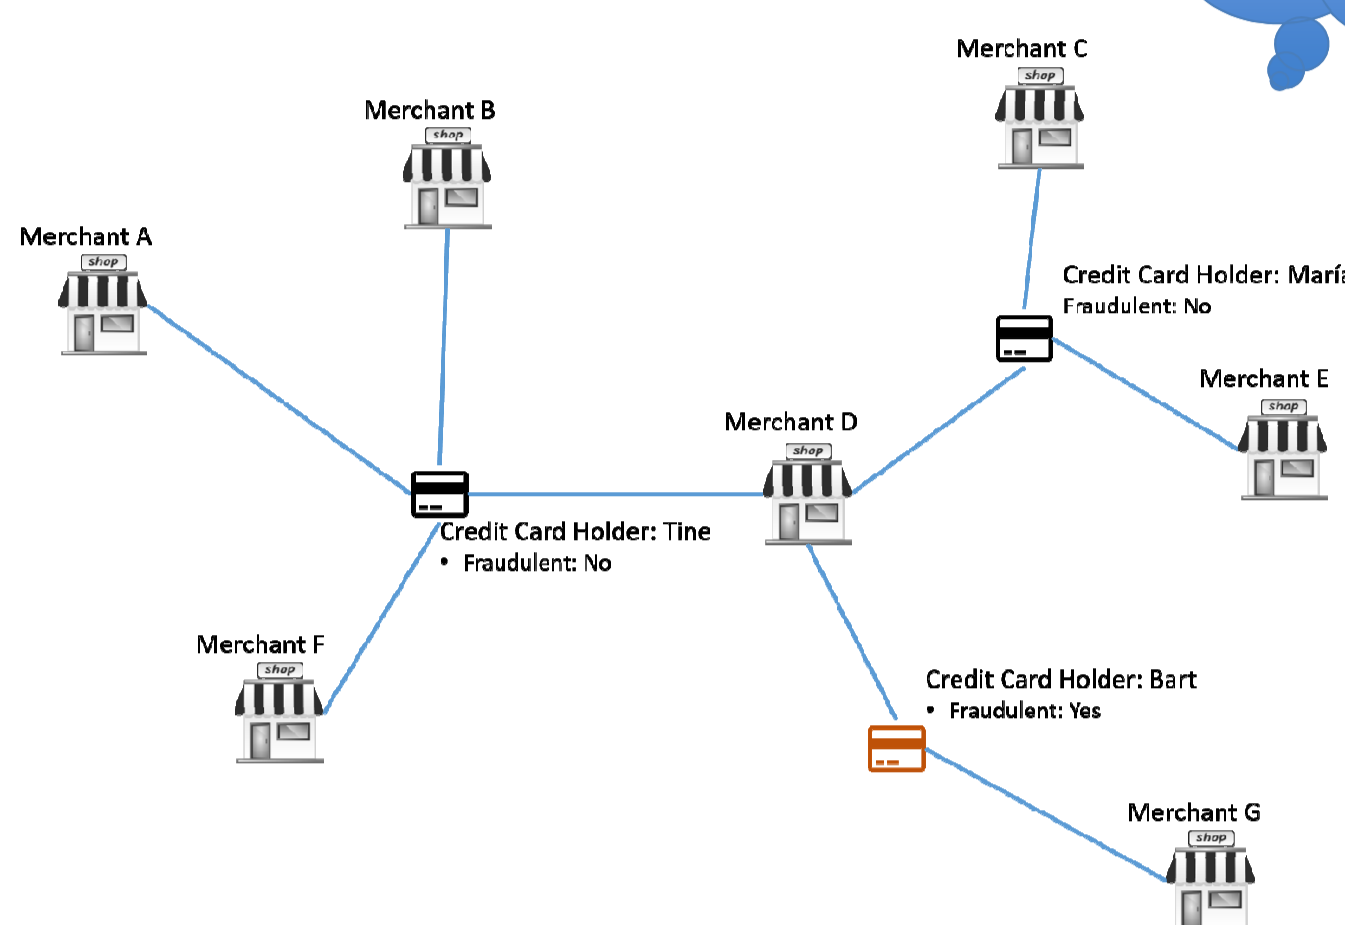 Merchant C
shop
Merchant B
shop
Merchant A
shop
Credit Card Holder: María
Fraudulent: No
Merchant E
shop
Merchant D
shop
Credit Card Holder: Tine
• Fraudulent: No
Merchant F
shop
Credit Card Holder: Bart
• Fraudulent: Yes
Merchant G
shop